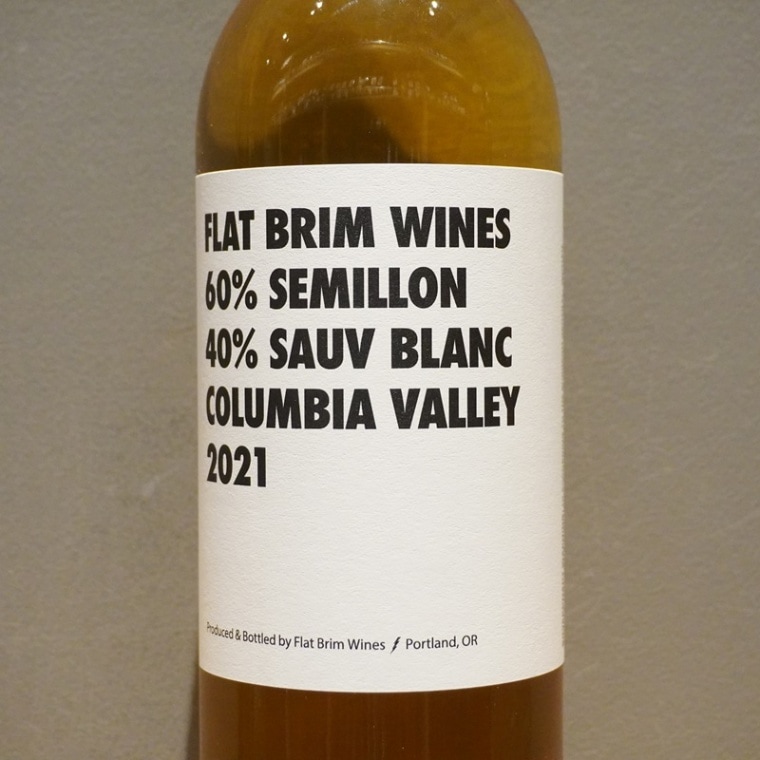 FLAT BRIM WINES
60% SEMILLON
40% SAUV BLANC
COLUMBIA VALLEY
2021
Produced & Bottled by Flat Brim Wines Portland, OR